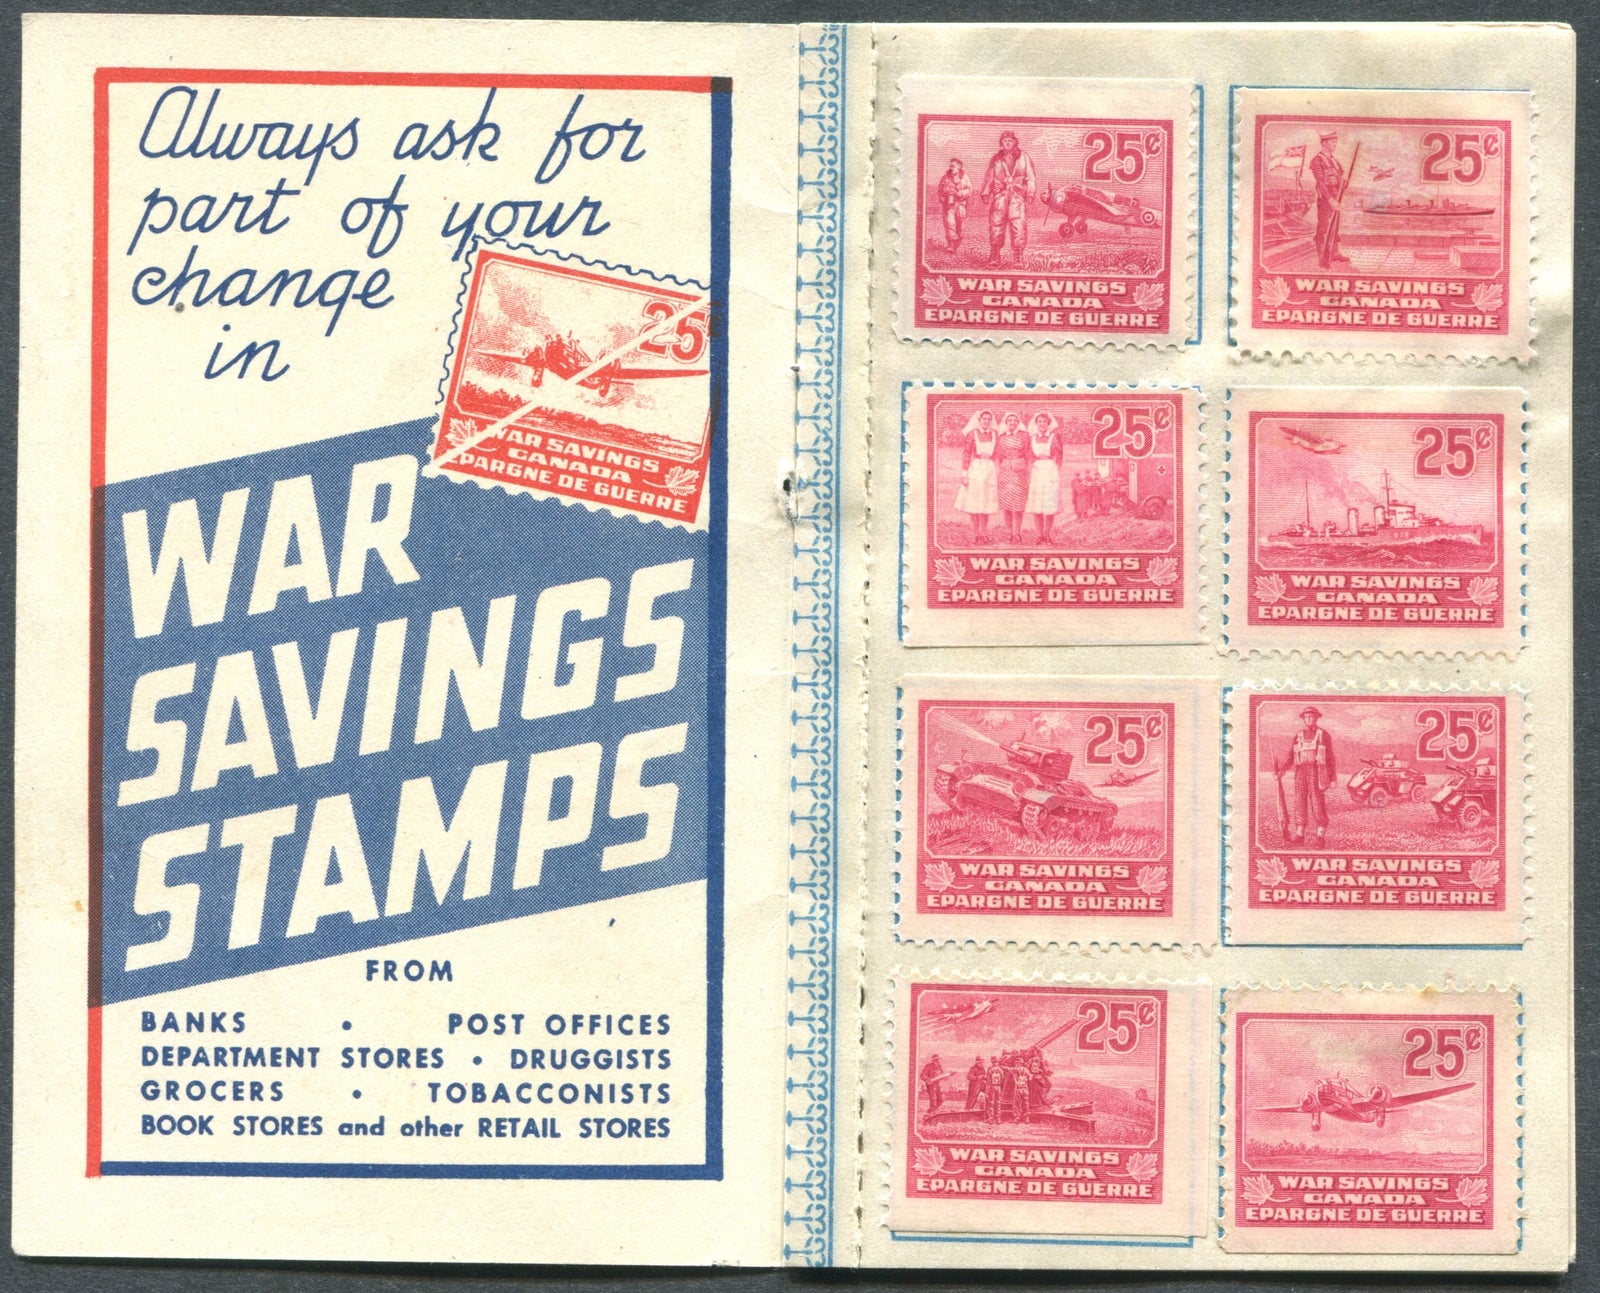 Always ask for
part of your
change
in
25
WAR SAVINGS
CANADA
EPARGNE DE GUERRE
WAR
SAVINGS
STAMPS
FROM
BANKS • POST OFFICES
DEPARTMENT STORES • DRUGGISTS
GROCERS • TOBACCONISTS
BOOK STORES and other RETAIL STORES
25¢
WAR SAVINGS
CANADA
EPARGNE DE GUERRE
25¢
WAR SAVINGS
CANADA
EPARGNE DE GUERRE
25¢
WAR SAVINGS
CANADA
EPARGNE DE GUERRE
25¢
WAR SAVINGS
CANADA
EPARGNE DE GUERRE
25¢
WAR SAVINGS
CANADA
EPARGNE DE GUERRE
25¢
WAR SAVINGS
CANADA
EPARGNE DE GUERRE
25¢
WAR SAVINGS
CANADA
EPARGNE DE GUERRE
25¢
WAR SAVINGS
CANADA
EPARGNE DE GUERRE